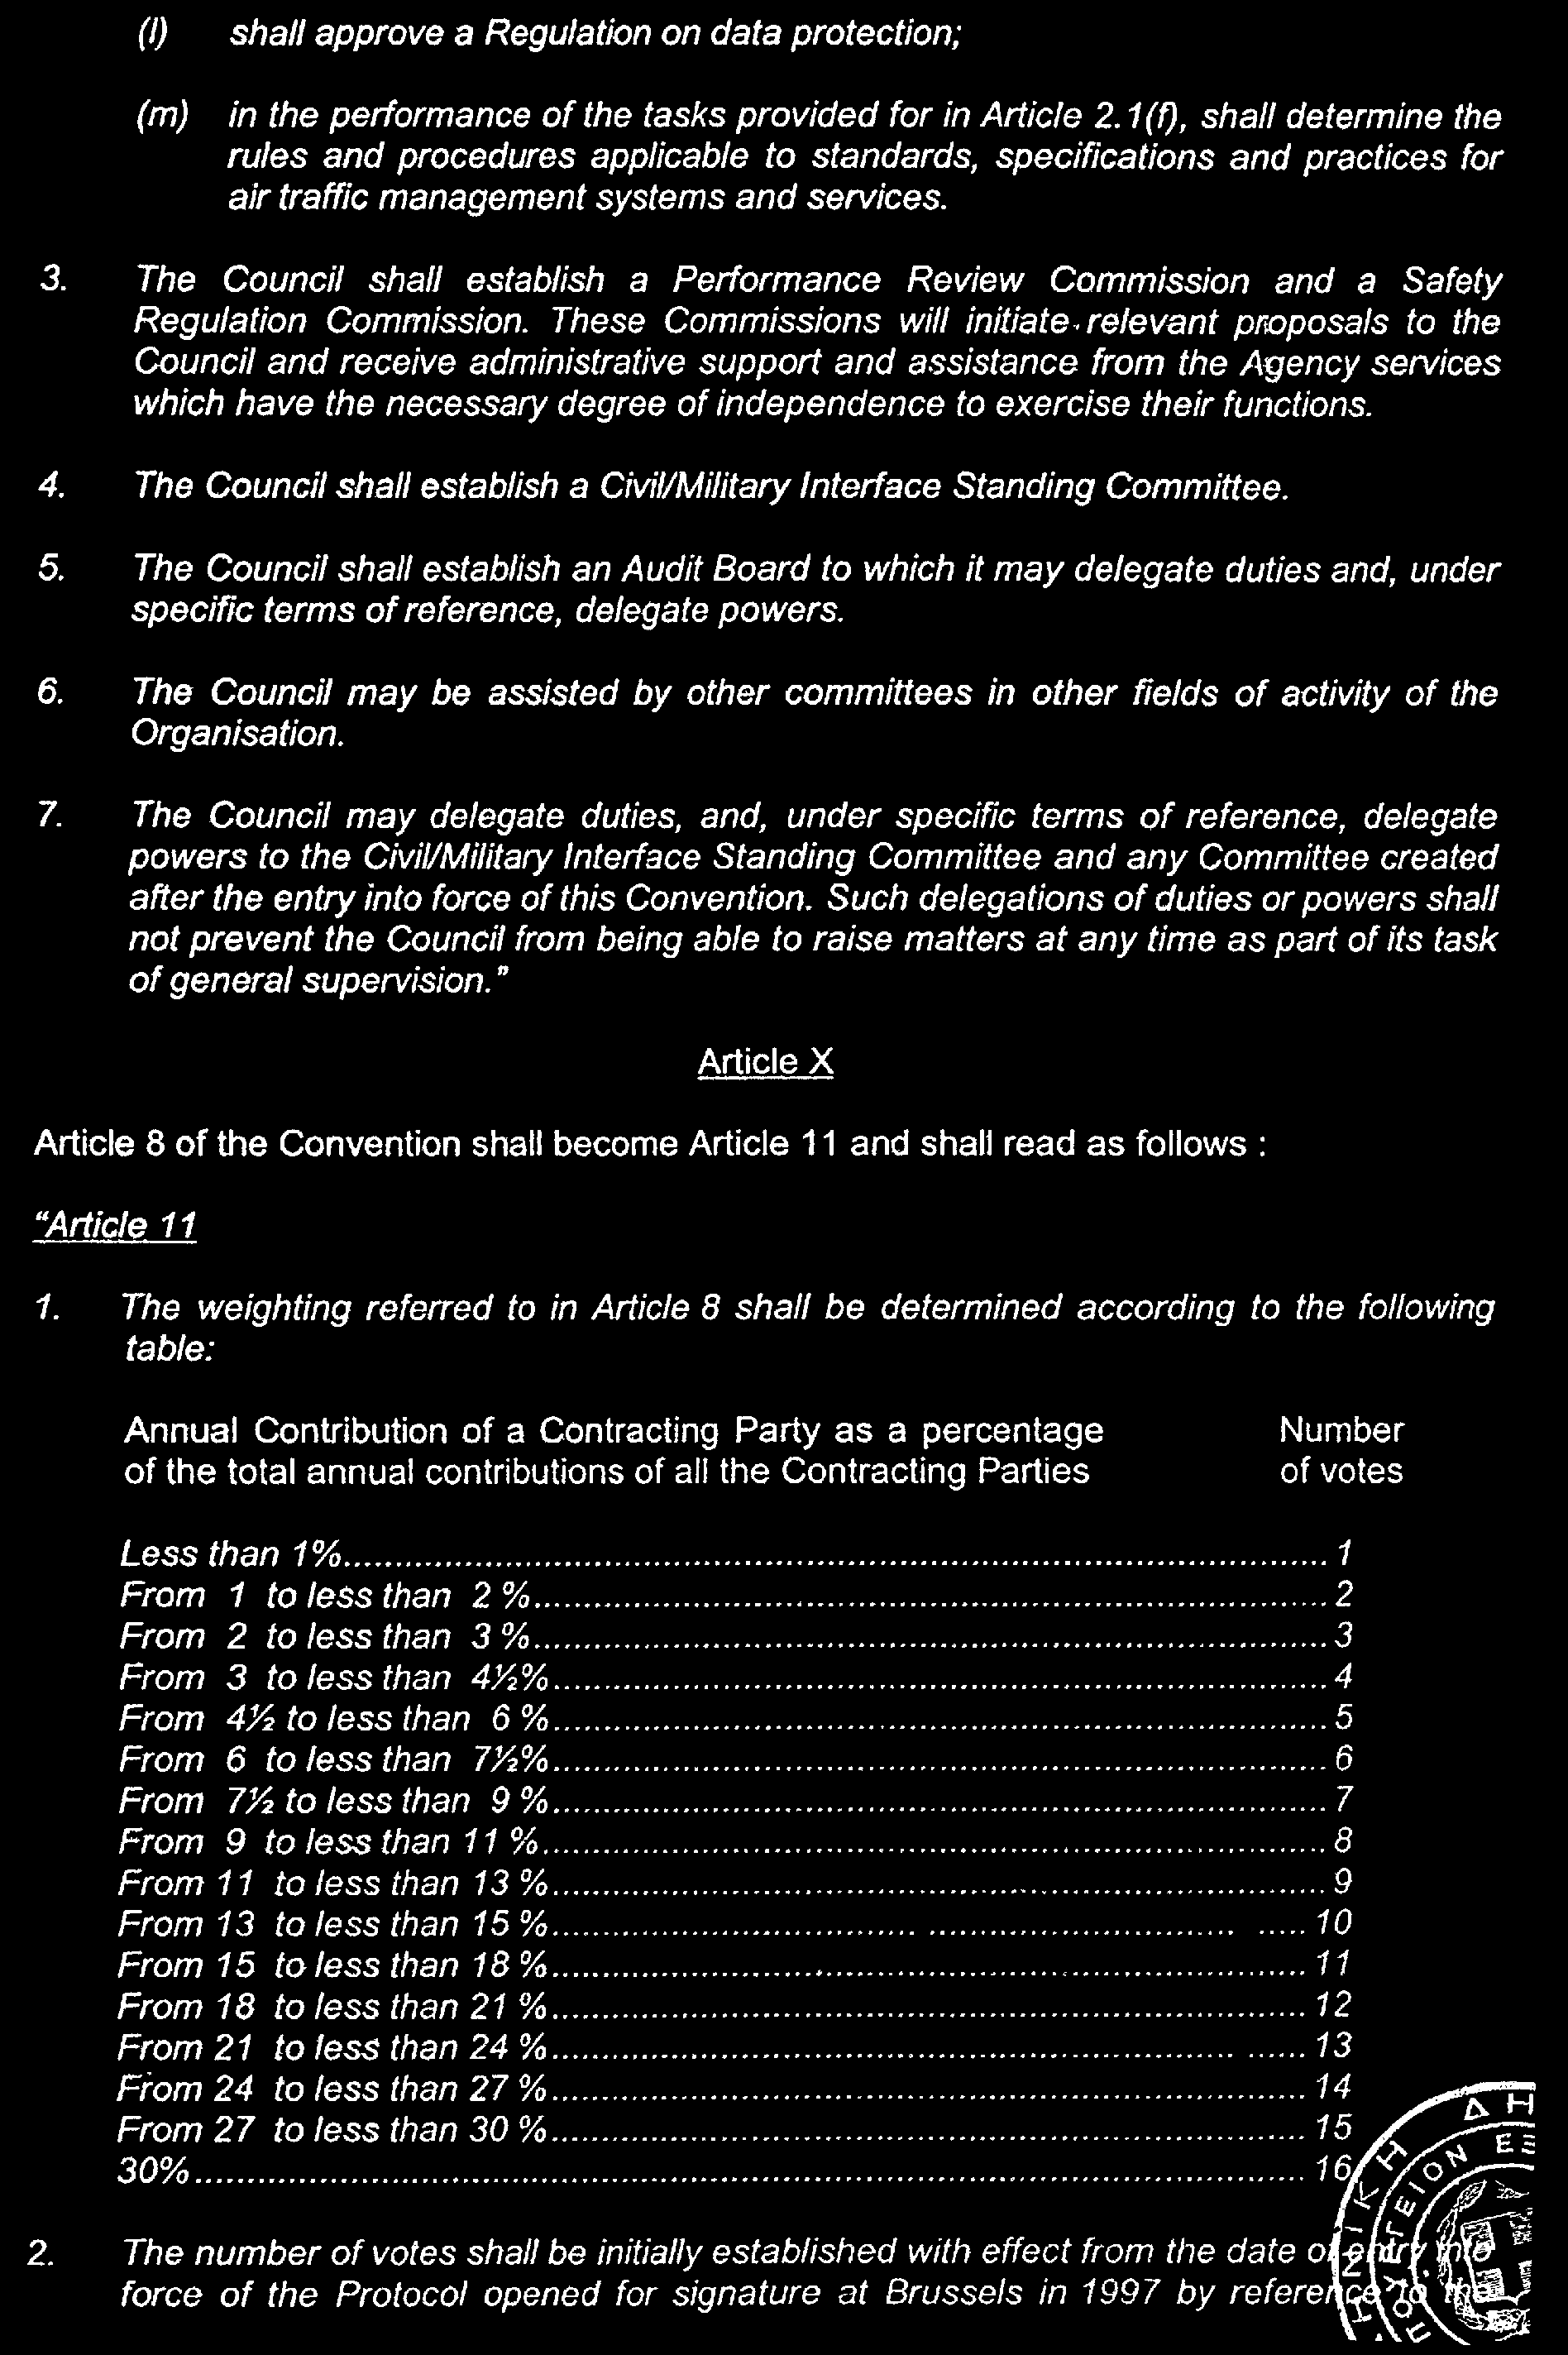 (l) shall approve a Regulation on data protection;
(m) in the performance of the tasks provided for in Article 2.1(f), shall determine the
rules and procedures applicable to standards, specifications and practices for
air traffic management systems and services.
3. The Council shall establish a Performance Review Commission and a Safety
Regulation Commission. These Commissions will initiate relevant proposals to the
Council and receive administrative support and assistance from the Agency services
which have the necessary degree of independence to exercise their functions.
4. The Council shall establish a Civil/Military Interface Standing Committee.
5. The Council shall establish an Audit Board to which it may delegate duties and, under
specific terms of reference, delegate powers.
6. The Council may be assisted by other committees in other fields of activity of the
Organisation.
7. The Council may delegate duties, and, under specific terms of reference, delegate
powers to the Civil/Military Interface Standing Committee and any Committee created
after the entry into force of this Convention. Such delegations of duties or powers shall
not prevent the Council from being able to raise matters at any time as part of its task
of general supervision."
Article X
Article 8 of the Convention shall become Article 11 and shall read as follows :
"Article 11
1. The weighting referred to in Article 8 shall be determined according to the following
table:
Annual Contribution of a Contracting Party as a percentage Number
of the total annual contributions of all the Contracting Parties of votes
Less than 1%.......... 1
From 1 to less than 2 %.......... 2
From 2 to less than 3 %.......... 3
From 3 to less than 4½%.......... 4
From 4½ to less than 6 %.......... 5
From 6 to less than 7½%.......... 6
From 7½ to less than 9 %.......... 7
From 9 to less than 11 %.......... 8
From 11 to less than 13 %.......... 9
From 13 to less than 15 %.......... 10
From 15 to less than 18 %.......... 11
From 18 to less than 21 %.......... 12
From 21 to less than 24 %.......... 13
From 24 to less than 27 %.......... 14
From 27 to less than 30 %.......... 15
30%.......... 16
2. The number of votes shall be initially established with effect from the date of entry into
force of the Protocol opened for signature at Brussels in 1997 by reference to the